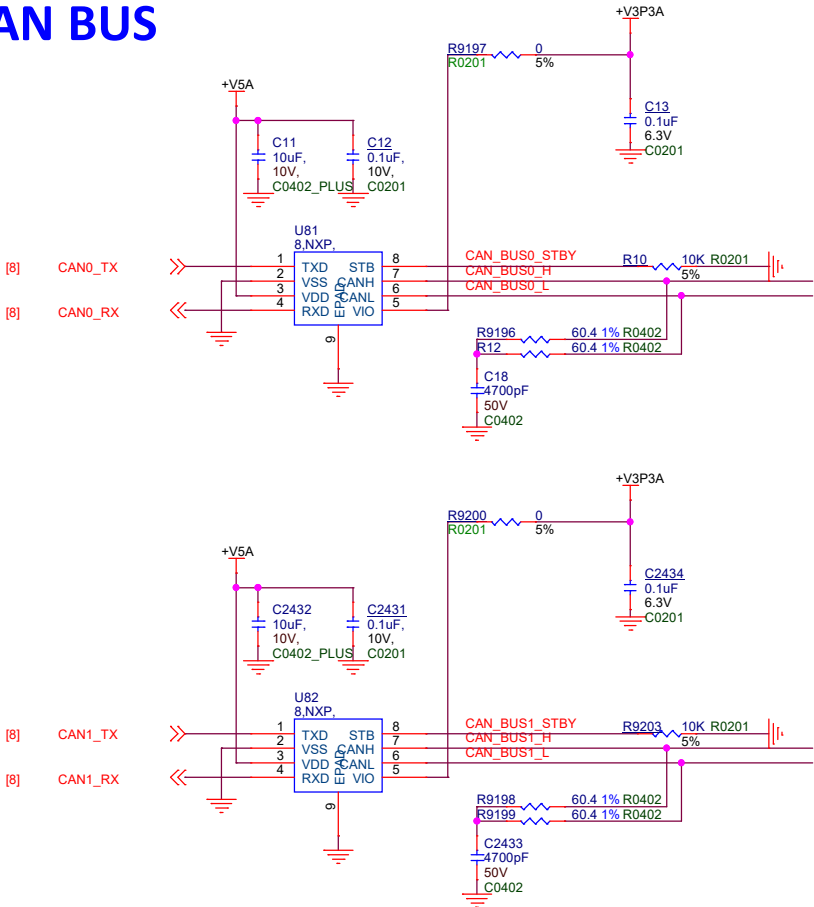 AN BUS
+V3P3A
R9197 0
R0201 5%
C13
0.1uF
6.3V
C0201
+V5A
C11
10uF,
10V,
C0402_PLUS
C12
0.1uF,
10V,
C0201
U81
8,NXP,
[8] CAN0_TX
[8] CAN0_RX
1 TXD STB 8
2 VSS CANH 7
3 VDD CANL 6
4 RXD VIO 5
EPAD
9
CAN_BUS0_STBY
CAN_BUS0_H
CAN_BUS0_L
R10 10K R0201
5%
R9196 60.4 1% R0402
R12 60.4 1% R0402
C18
4700pF
50V
C0402
+V3P3A
R9200 0
R0201 5%
C2434
0.1uF
6.3V
C0201
+V5A
C2432
10uF,
10V,
C0402_PLUS
C2431
0.1uF,
10V,
C0201
U82
8,NXP,
[8] CAN1_TX
[8] CAN1_RX
1 TXD STB 8
2 VSS CANH 7
3 VDD CANL 6
4 RXD VIO 5
EPAD
9
CAN_BUS1_STBY
CAN_BUS1_H
CAN_BUS1_L
R9203 10K R0201
5%
R9198 60.4 1% R0402
R9199 60.4 1% R0402
C2433
4700pF
50V
C0402